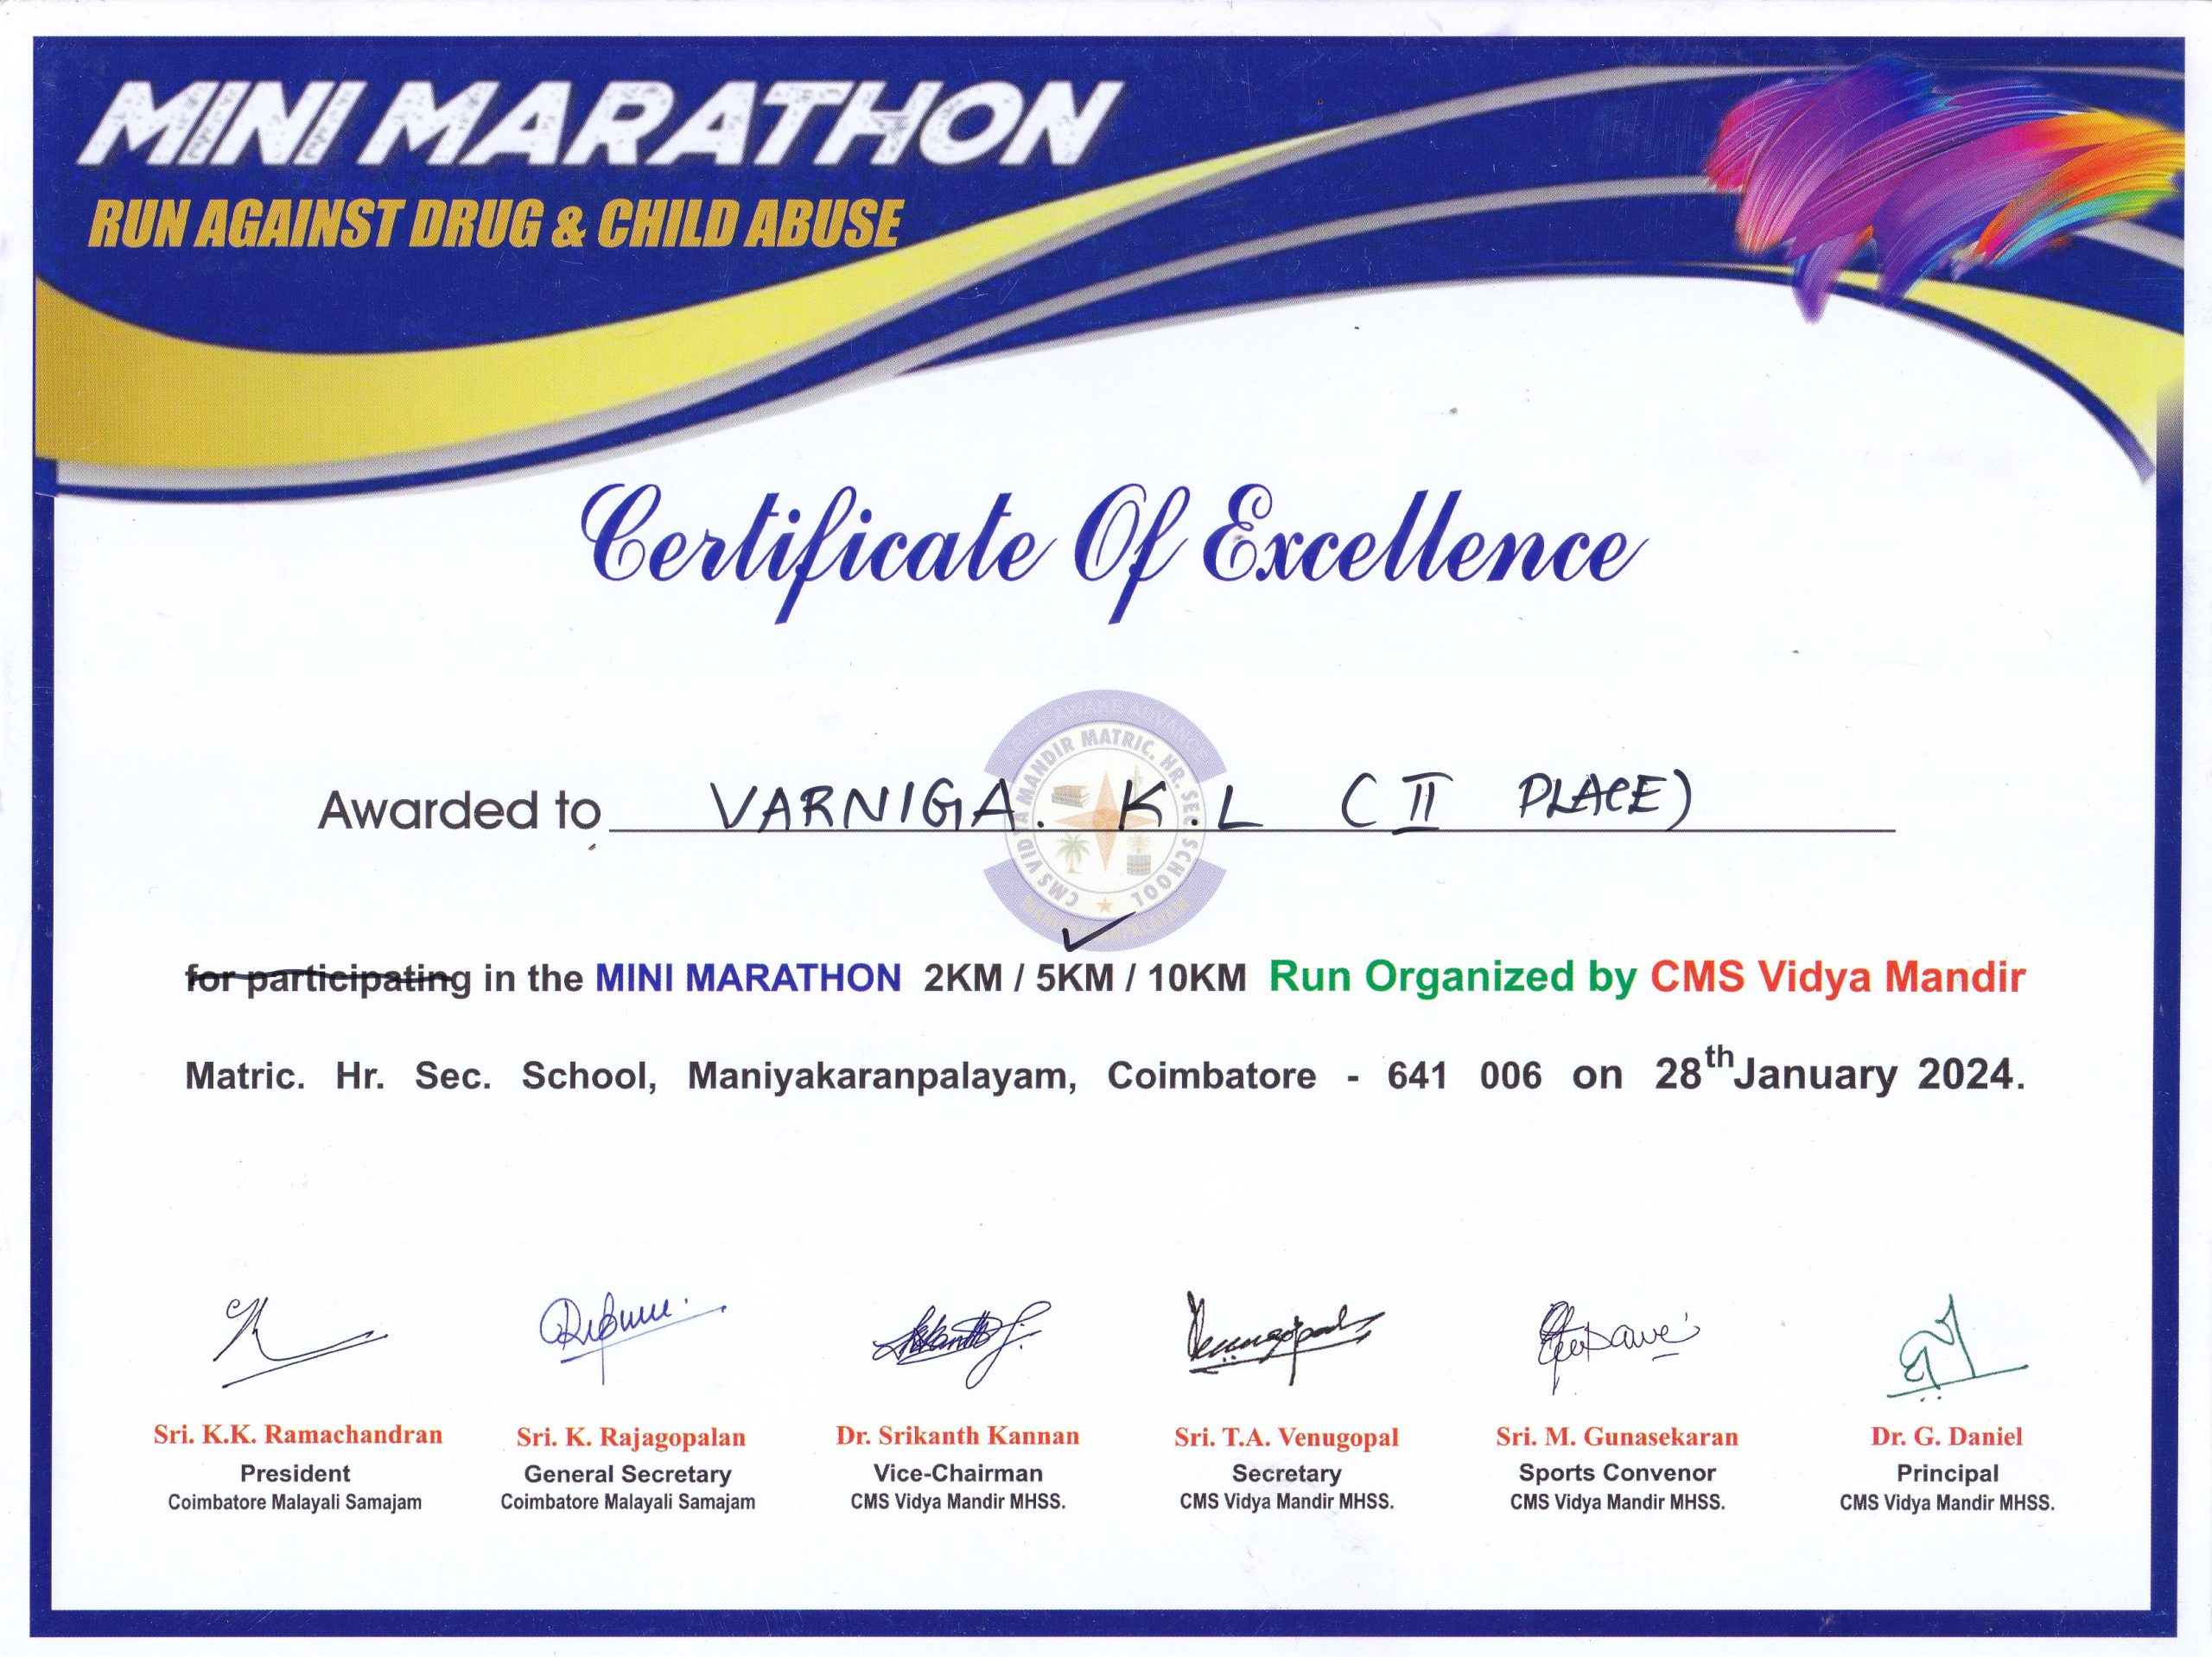 MINI MARATHON
RUN AGAINST DRUG & CHILD ABUSE
Certificate Of Excellence
ARISE AWAKE ADVANCE
CMS VIDYA MANDIR MATRIC. HR. SEC. SCHOOL
Awarded to VARNIGA. K.L (II PLACE)
for participating in the MINI MARATHON 2KM / 5KM / 10KM Run Organized by CMS Vidya Mandir
Matric. Hr. Sec. School, Maniyakaranpalayam, Coimbatore - 641 006 on 28th January 2024.
Sri. K.K. Ramachandran Sri. K. Rajagopalan Dr. Srikanth Kannan Sri. T.A. Venugopal Sri. M. Gunasekaran Dr. G. Daniel
President General Secretary Vice-Chairman Secretary Sports Convenor Principal
Coimbatore Malayali Samajam Coimbatore Malayali Samajam CMS Vidya Mandir MHSS. CMS Vidya Mandir MHSS. CMS Vidya Mandir MHSS. CMS Vidya Mandir MHSS.